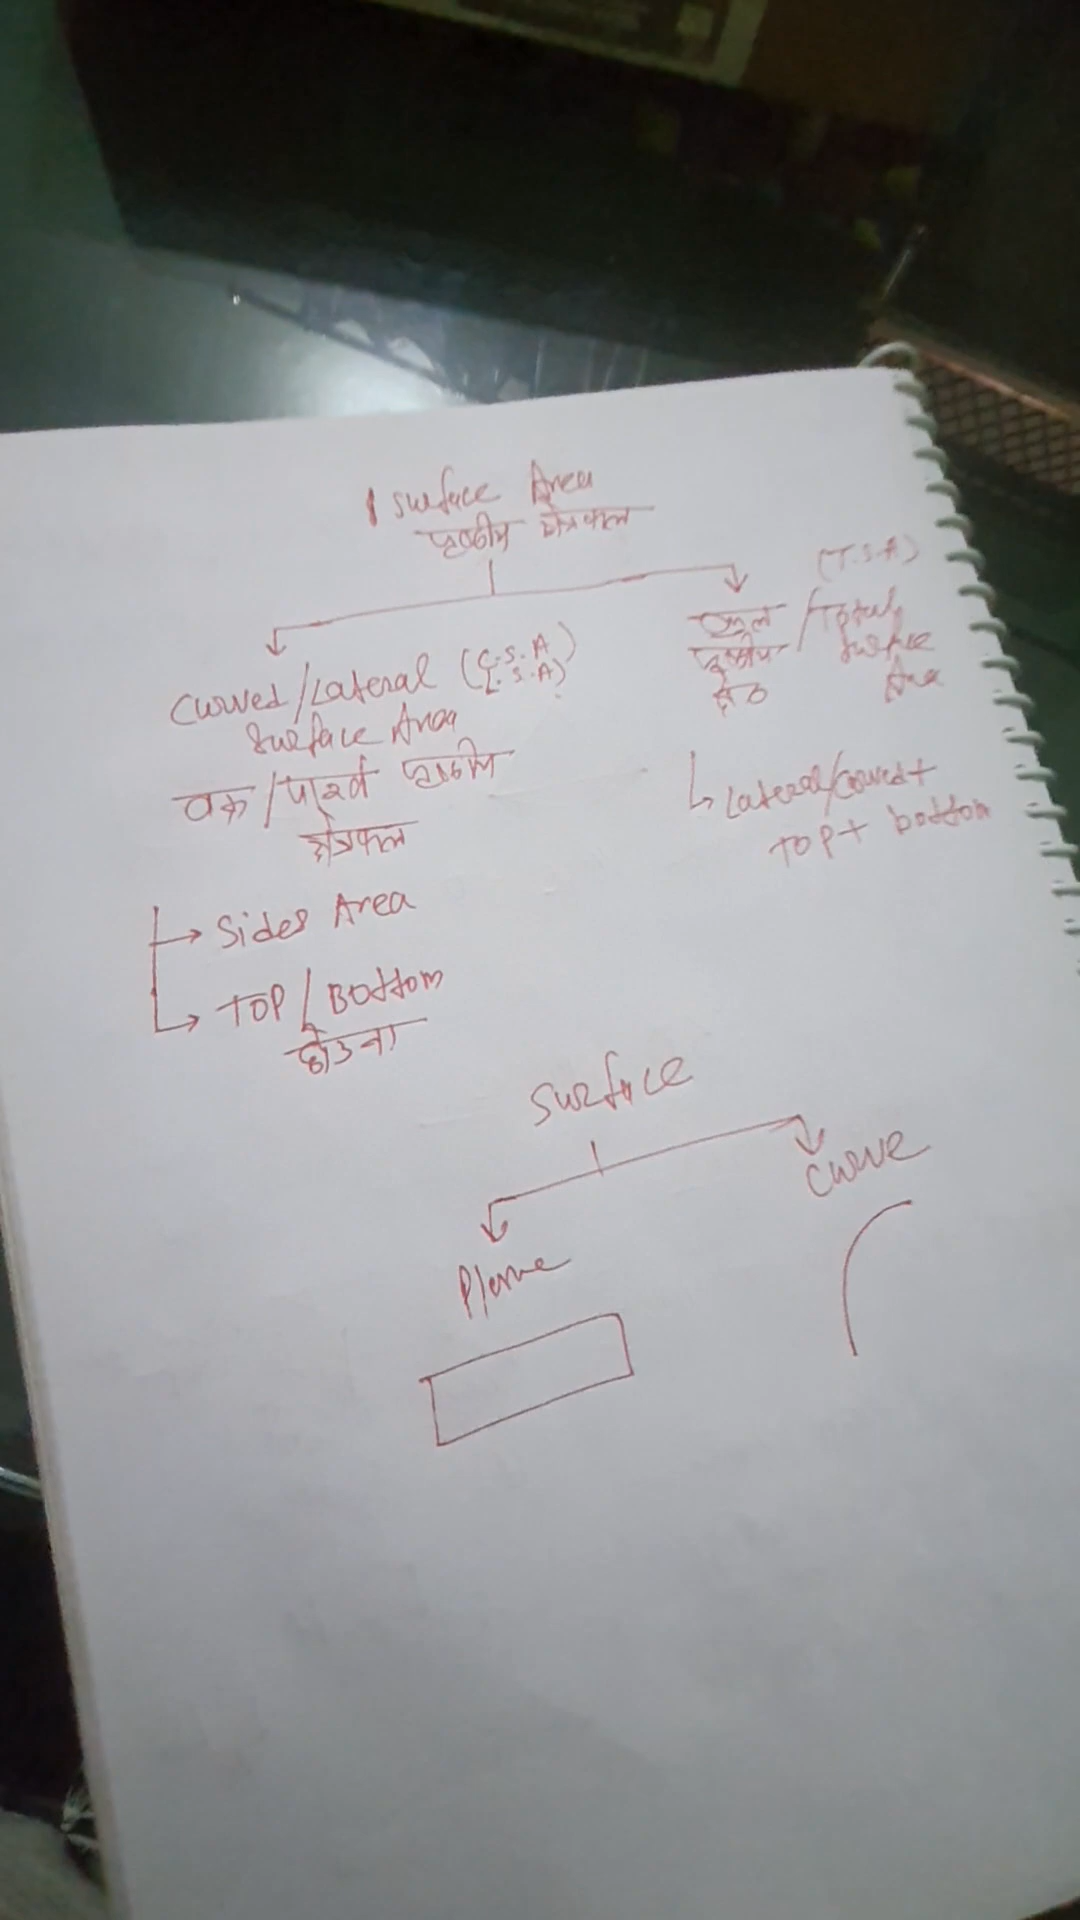 Surface Area
पृष्ठीय क्षेत्रफल
Curved/Lateral (C.S.A)
(L.S.A)
Surface Area
वक्र/पार्श्व पृष्ठीय
क्षेत्रफल
→ Sides Area
→ TOP/Bottom
छोड़ना
(T.S.A)
कुल / Total
पृष्ठीय Surface
क्षे० Area
↳ Lateral/Curved +
TOP + bottom
Surface
Plane
Curve